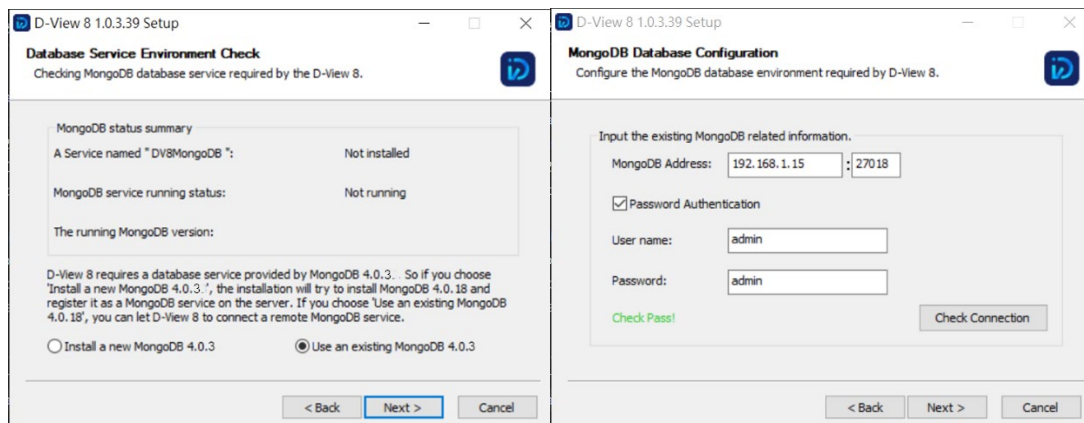 D-View 8 1.0.3.39 Setup
Database Service Environment Check
Checking MongoDB database service required by the D-View 8.
MongoDB status summary
A Service named " DV8MongoDB ": Not installed
MongoDB service running status: Not running
The running MongoDB version:
D-View 8 requires a database service provided by MongoDB 4.0.3. . So if you choose
'Install a new MongoDB 4.0.3. ', the installation will try to install MongoDB 4.0.18 and
register it as a MongoDB service on the server. If you choose 'Use an existing MongoDB
4.0.18', you can let D-View 8 to connect a remote MongoDB service.
Install a new MongoDB 4.0.3 Use an existing MongoDB 4.0.3
< Back Next > Cancel
D-View 8 1.0.3.39 Setup
MongoDB Database Configuration
Configure the MongoDB database environment required by D-View 8.
Input the existing MongoDB related information.
MongoDB Address: 192.168.1.15 : 27018
Password Authentication
User name: admin
Password: admin
Check Pass! Check Connection
< Back Next > Cancel